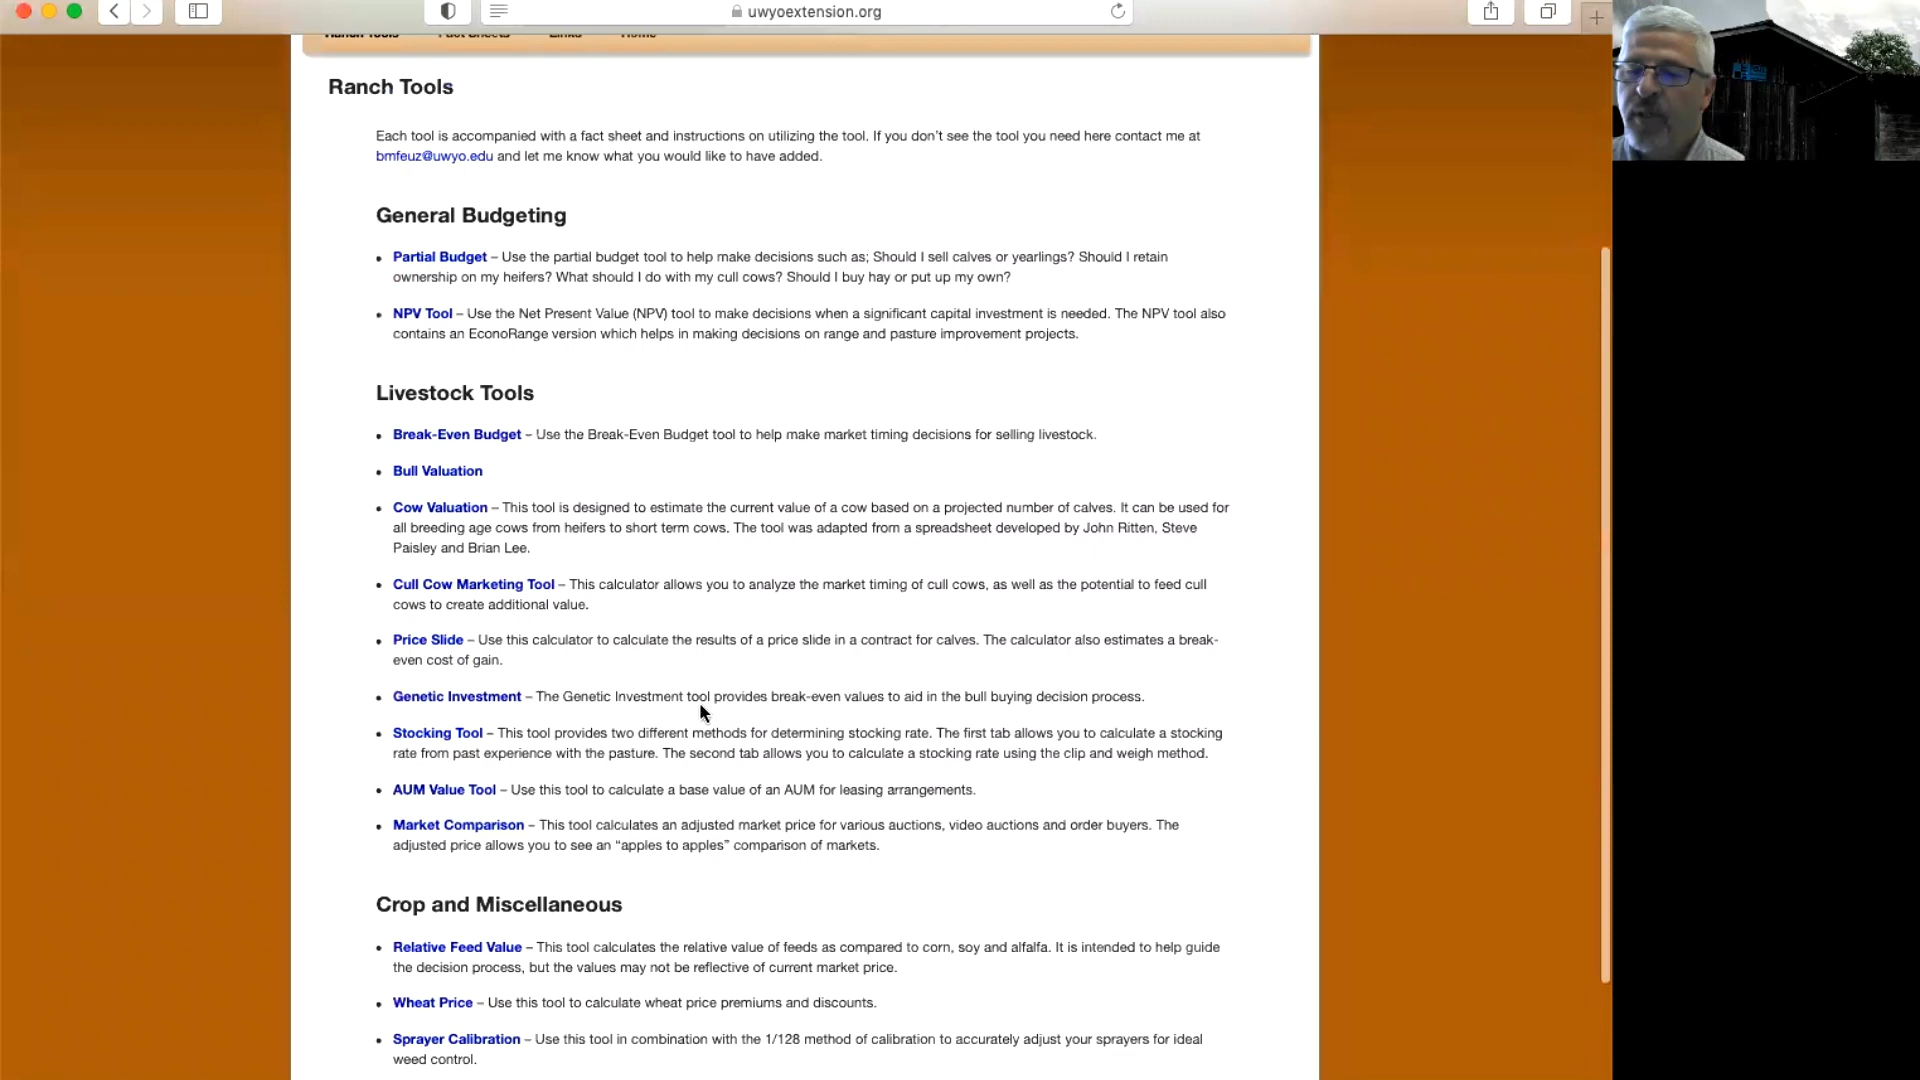 uwyoextension.org
Ranch Tools Fact Sheets Links Home
Ranch Tools
Each tool is accompanied with a fact sheet and instructions on utilizing the tool. If you don’t see the tool you need here contact me at
bmfeuz@uwyo.edu and let me know what you would like to have added.
General Budgeting
• Partial Budget – Use the partial budget tool to help make decisions such as; Should I sell calves or yearlings? Should I retain
ownership on my heifers? What should I do with my cull cows? Should I buy hay or put up my own?
• NPV Tool – Use the Net Present Value (NPV) tool to make decisions when a significant capital investment is needed. The NPV tool also
contains an EconoRange version which helps in making decisions on range and pasture improvement projects.
Livestock Tools
• Break-Even Budget – Use the Break-Even Budget tool to help make market timing decisions for selling livestock.
• Bull Valuation
• Cow Valuation – This tool is designed to estimate the current value of a cow based on a projected number of calves. It can be used for
all breeding age cows from heifers to short term cows. The tool was adapted from a spreadsheet developed by John Ritten, Steve
Paisley and Brian Lee.
• Cull Cow Marketing Tool – This calculator allows you to analyze the market timing of cull cows, as well as the potential to feed cull
cows to create additional value.
• Price Slide – Use this calculator to calculate the results of a price slide in a contract for calves. The calculator also estimates a break-
even cost of gain.
• Genetic Investment – The Genetic Investment tool provides break-even values to aid in the bull buying decision process.
• Stocking Tool – This tool provides two different methods for determining stocking rate. The first tab allows you to calculate a stocking
rate from past experience with the pasture. The second tab allows you to calculate a stocking rate using the clip and weigh method.
• AUM Value Tool – Use this tool to calculate a base value of an AUM for leasing arrangements.
• Market Comparison – This tool calculates an adjusted market price for various auctions, video auctions and order buyers. The
adjusted price allows you to see an “apples to apples” comparison of markets.
Crop and Miscellaneous
• Relative Feed Value – This tool calculates the relative value of feeds as compared to corn, soy and alfalfa. It is intended to help guide
the decision process, but the values may not be reflective of current market price.
• Wheat Price – Use this tool to calculate wheat price premiums and discounts.
• Sprayer Calibration – Use this tool in combination with the 1/128 method of calibration to accurately adjust your sprayers for ideal
weed control.